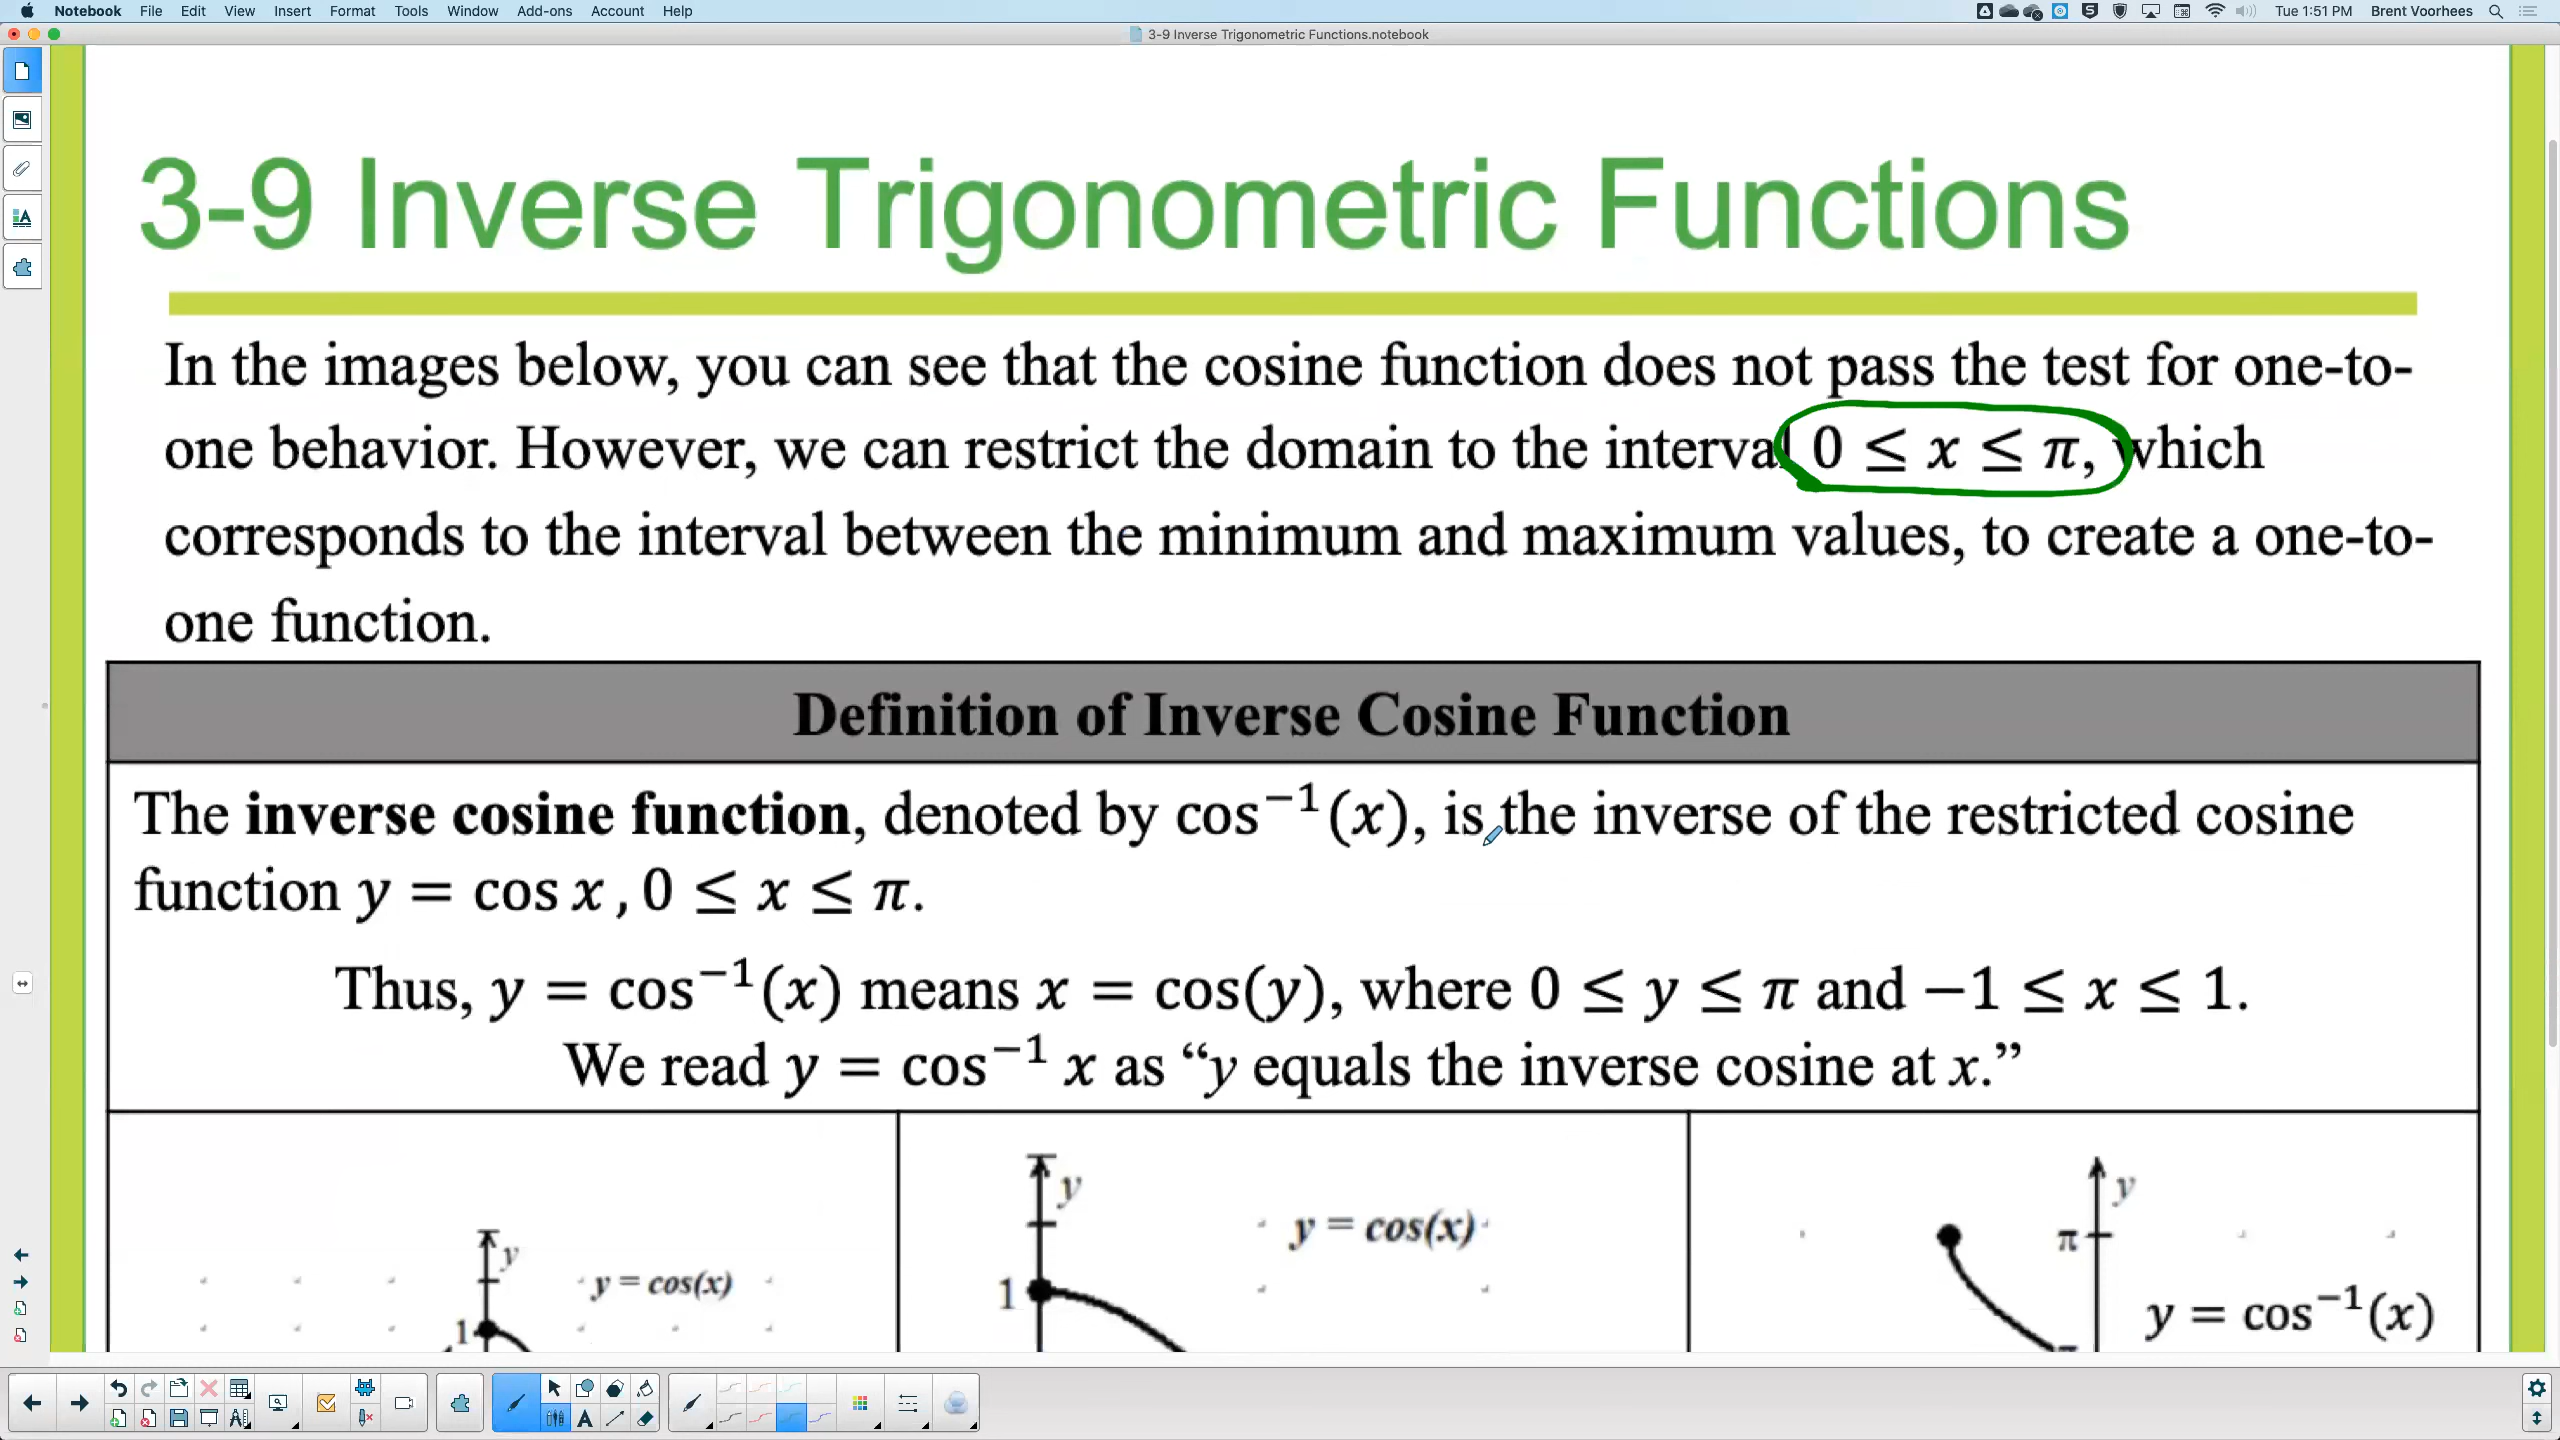 Notebook File Edit View Insert Format Tools Window Add-ons Account Help Tue 1:51 PM Brent Voorhees
3-9 Inverse Trigonometric Functions.notebook
3-9 Inverse Trigonometric Functions
In the images below, you can see that the cosine function does not pass the test for one-to-
one behavior. However, we can restrict the domain to the interval 0 ≤ x ≤ π, which
corresponds to the interval between the minimum and maximum values, to create a one-to-
one function.
Definition of Inverse Cosine Function
The inverse cosine function, denoted by cos⁻¹(x), is the inverse of the restricted cosine
function y = cos x , 0 ≤ x ≤ π.
Thus, y = cos⁻¹(x) means x = cos(y), where 0 ≤ y ≤ π and −1 ≤ x ≤ 1.
We read y = cos⁻¹ x as “y equals the inverse cosine at x.”
y
y = cos(x)
1
y
y = cos(x)
1
y
π
y = cos⁻¹(x)